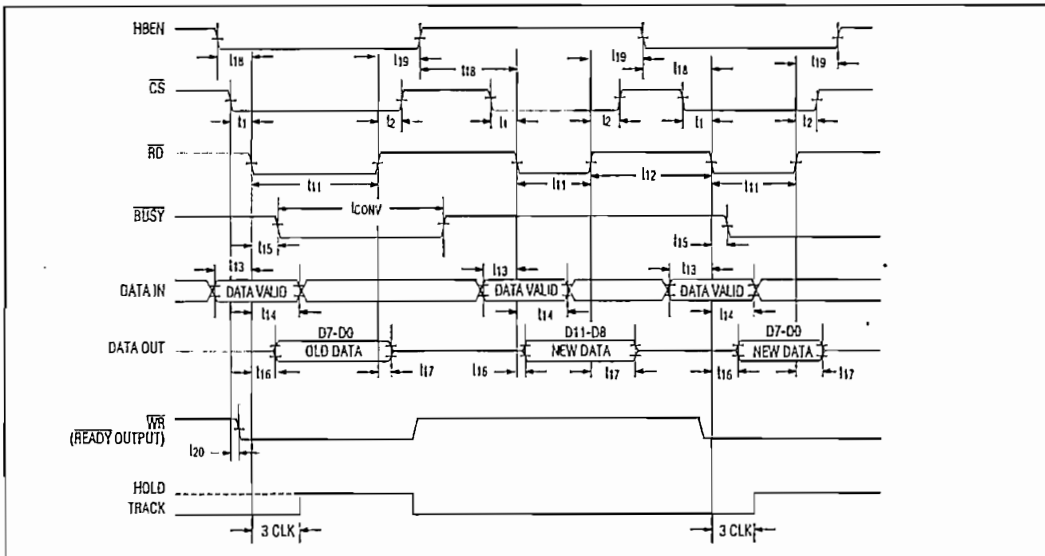 HBEN
t18 t19 t18 t19 t18 t19
CS
t1 t2 t1 t2 t1 t2
RD
t11 t11 t12 t11
tCONV
BUSY
t15 t15
t13 t13 t13
DATA IN DATA VALID DATA VALID DATA VALID
t14 t14 t14
D7-D0 D11-D8 D7-D0
DATA OUT OLD DATA NEW DATA NEW DATA
t16 t17 t16 t17 t16 t17
WR
(READY OUTPUT)
t20
HOLD
TRACK
3 CLK 3 CLK